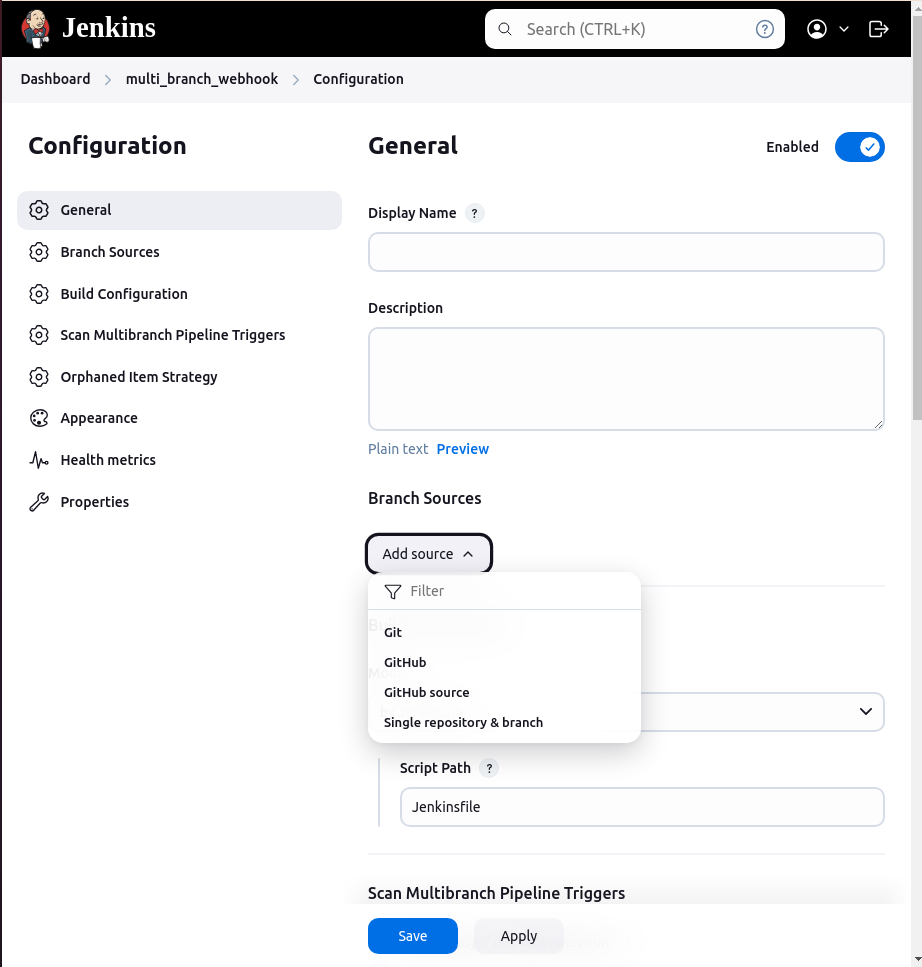 Jenkins
Search (CTRL+K)
?
Dashboard > multi_branch_webhook > Configuration
Configuration
General
Branch Sources
Build Configuration
Scan Multibranch Pipeline Triggers
Orphaned Item Strategy
Appearance
Health metrics
Properties
General
Enabled
Display Name ?
Description
Plain text Preview
Branch Sources
Add source
Filter
Git
GitHub
GitHub source
Single repository & branch
Script Path ?
Jenkinsfile
Scan Multibranch Pipeline Triggers
Save
Apply